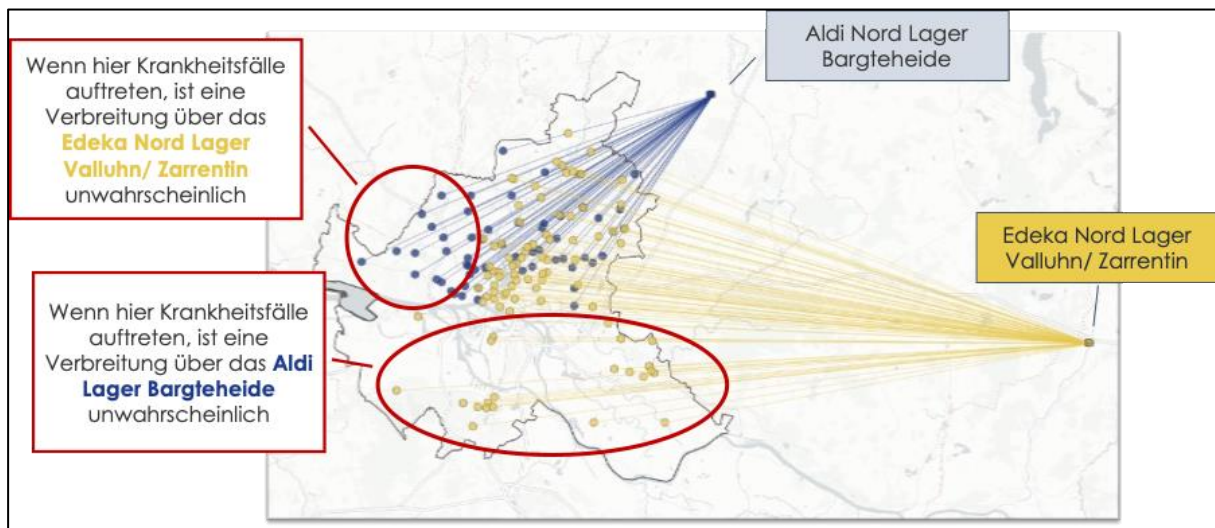 Wenn hier Krankheitsfälle
auftreten, ist eine
Verbreitung über das
Edeka Nord Lager
Valluhn/ Zarrentin
unwahrscheinlich
Aldi Nord Lager
Bargteheide
Edeka Nord Lager
Valluhn/ Zarrentin
Wenn hier Krankheitsfälle
auftreten, ist eine
Verbreitung über das Aldi
Lager Bargteheide
unwahrscheinlich